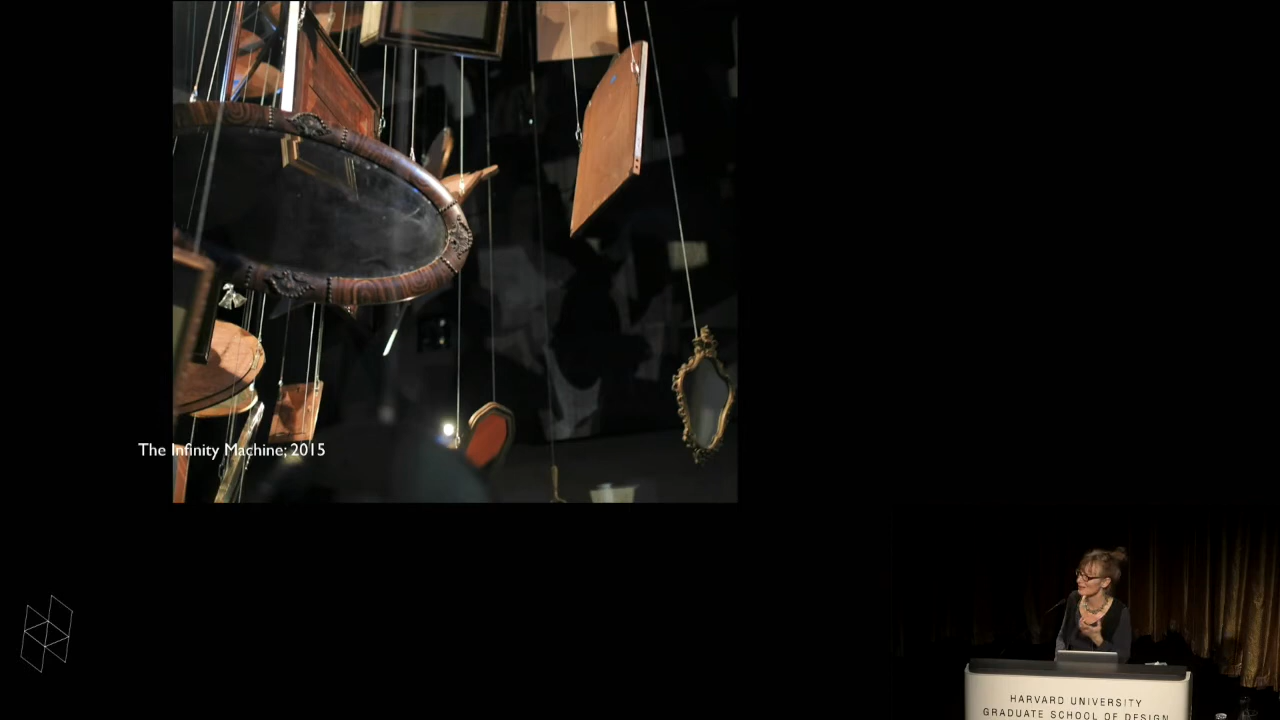 The Infinity Machine; 2015
HARVARD UNIVERSITY
GRADUATE SCHOOL OF DESIGN